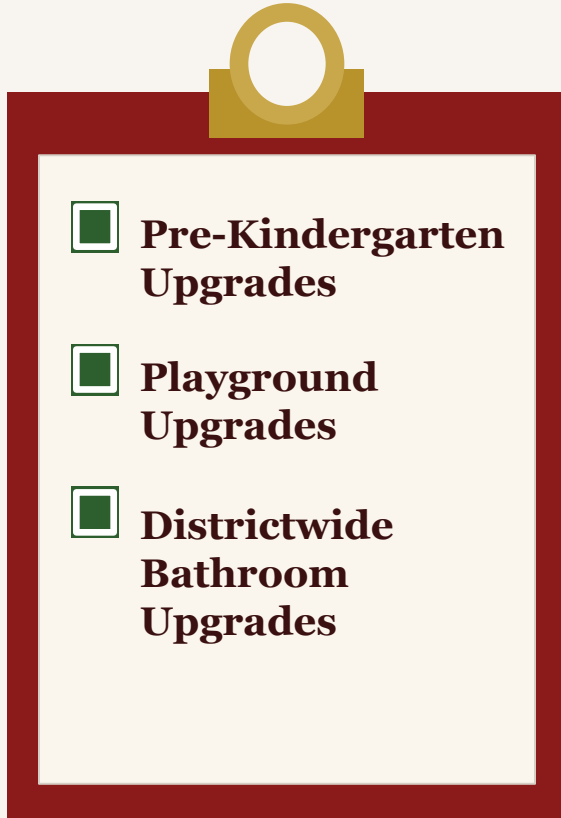 Pre-Kindergarten
Upgrades
Playground
Upgrades
Districtwide
Bathroom
Upgrades